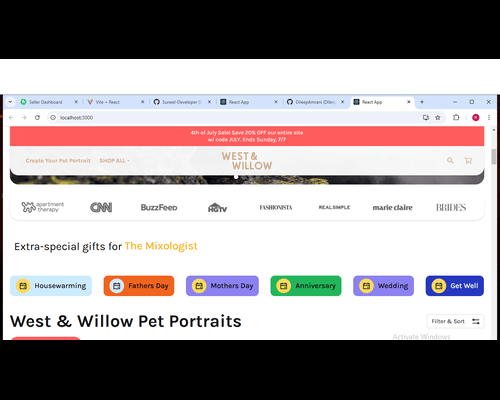 Seller Dashboard
Vite + React
Suneel-Developer (
React App
DileepAmrani (Dileep
React App
localhost:3000
4th of July Sale! Save 20% OFF our entire site
w/ code JULY. Ends Sunday, 7/7
Create Your Pet Portrait
SHOP ALL
WEST &
WILLOW
apartment
therapy
CNN
BuzzFeed
HGTV
FASHIONISTA
REAL SIMPLE
marie claire
BRIDES
Extra-special gifts for The Mixologist
Housewarming
Fathers Day
Mothers Day
Anniversary
Wedding
Get Well
West & Willow Pet Portraits
Filter & Sort
Activate Windows